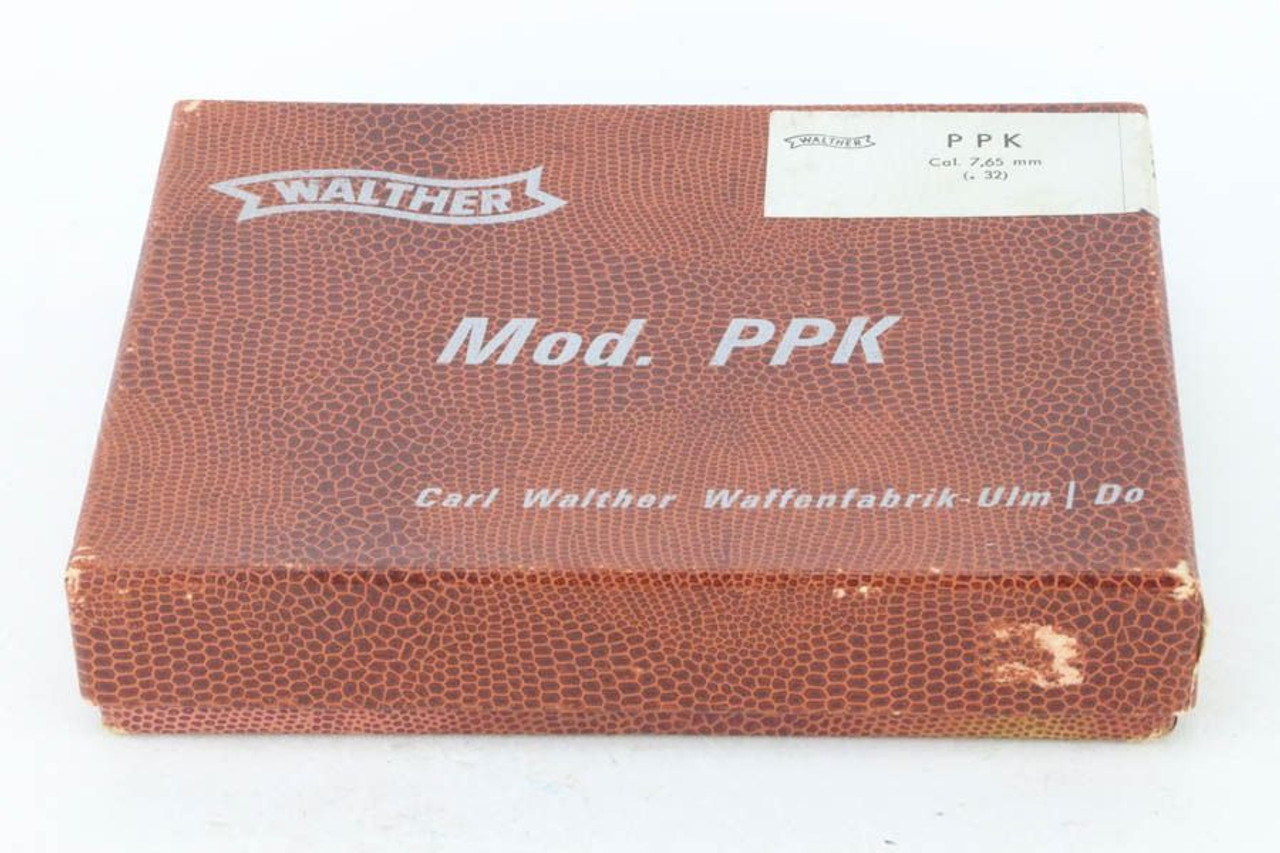 WALTHER
WALTHER
PPK
Cal. 7,65 mm
(. 32)
Mod. PPK
Carl Walther Waffenfabrik-Ulm | Do